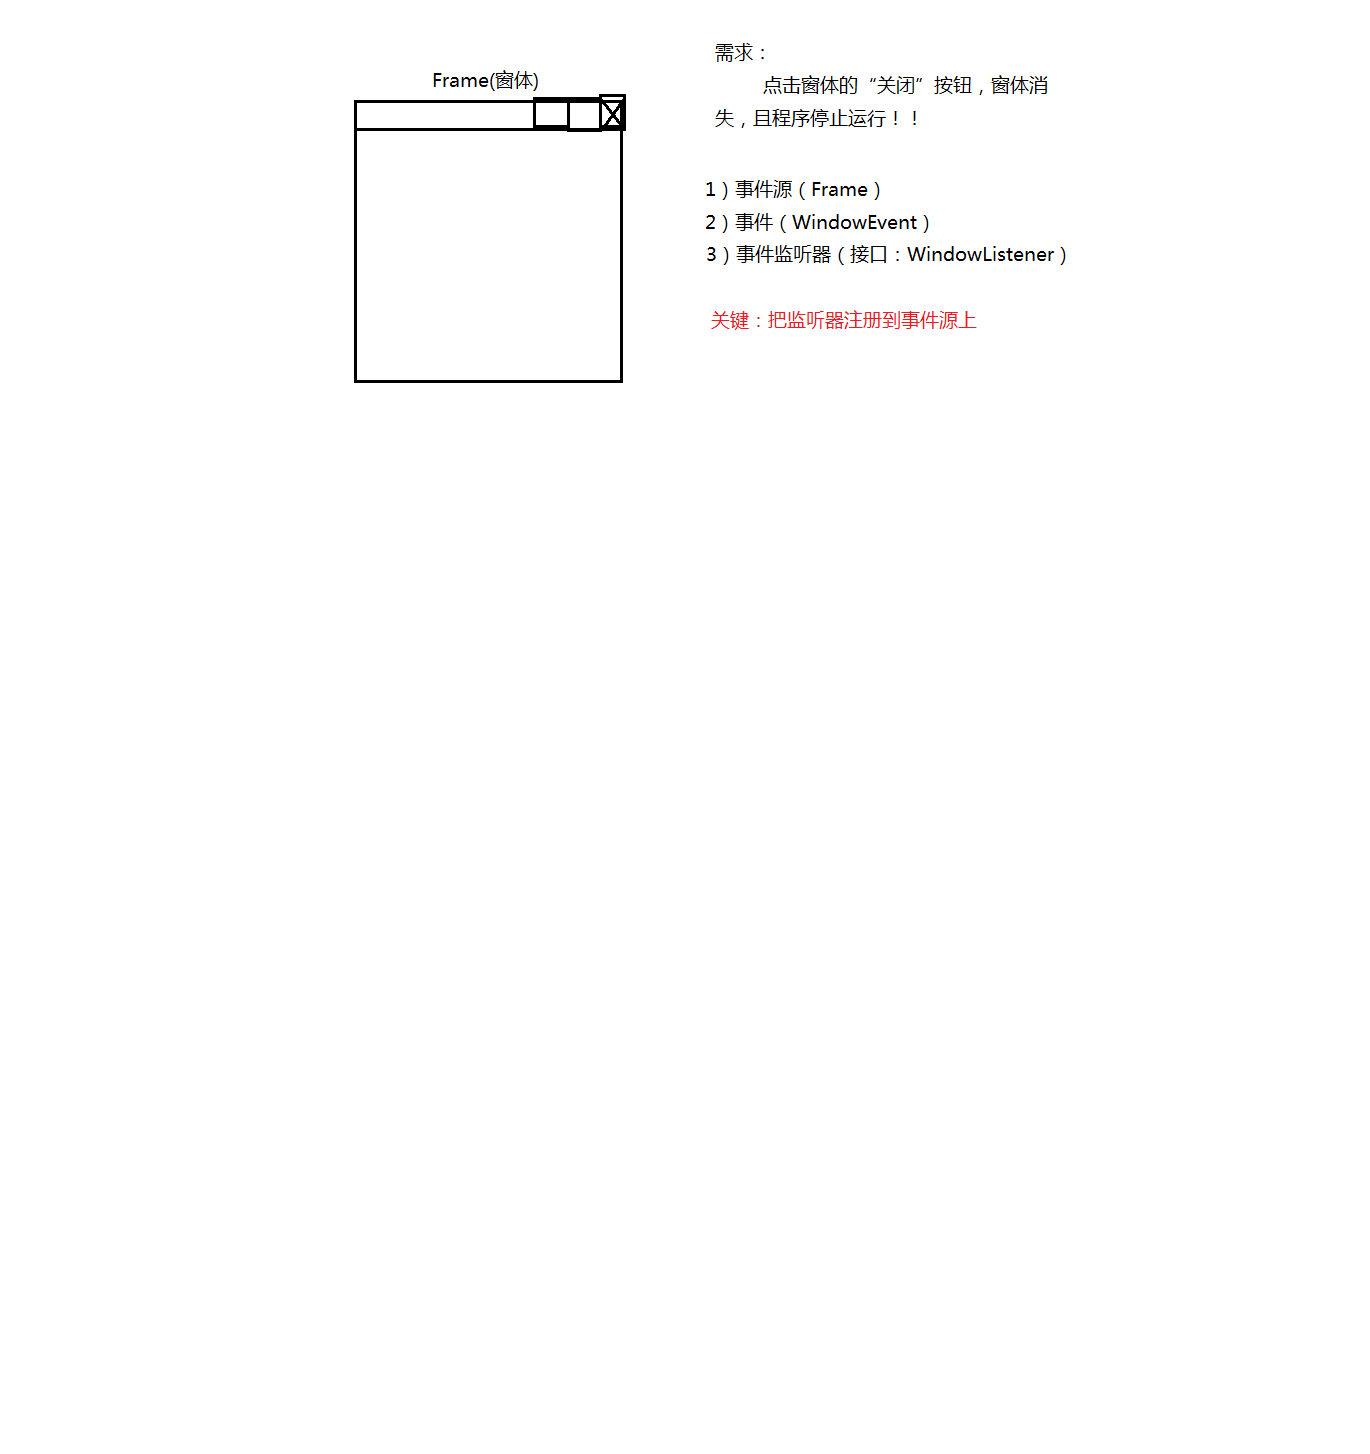 Frame(窗体)
需求：
点击窗体的“关闭”按钮，窗体消
失，且程序停止运行！！
1）事件源（Frame）
2）事件（WindowEvent）
3）事件监听器（接口：WindowListener）
关键：把监听器注册到事件源上